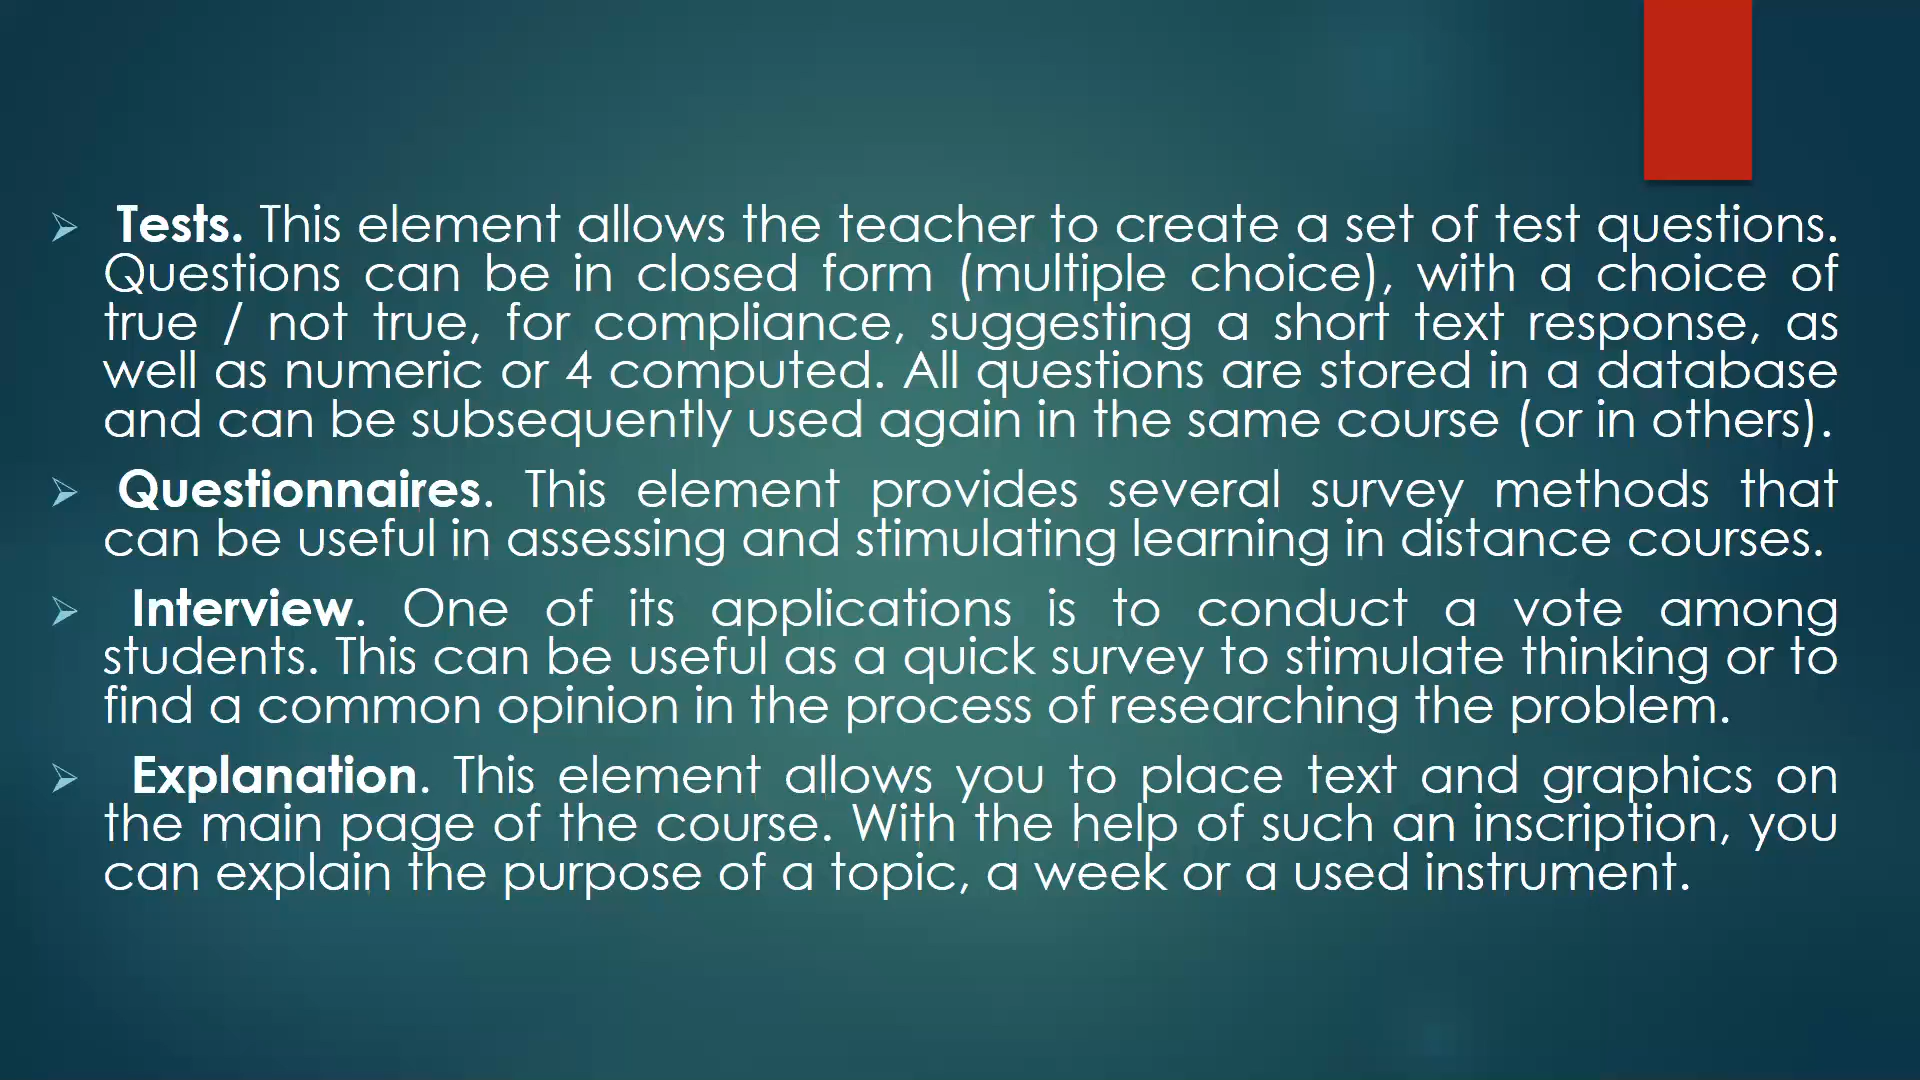 Tests. This element allows the teacher to create a set of test questions.
Questions can be in closed form (multiple choice), with a choice of
true / not true, for compliance, suggesting a short text response, as
well as numeric or 4 computed. All questions are stored in a database
and can be subsequently used again in the same course (or in others).
Questionnaires. This element provides several survey methods that
can be useful in assessing and stimulating learning in distance courses.
Interview. One of its applications is to conduct a vote among
students. This can be useful as a quick survey to stimulate thinking or to
find a common opinion in the process of researching the problem.
Explanation. This element allows you to place text and graphics on
the main page of the course. With the help of such an inscription, you
can explain the purpose of a topic, a week or a used instrument.